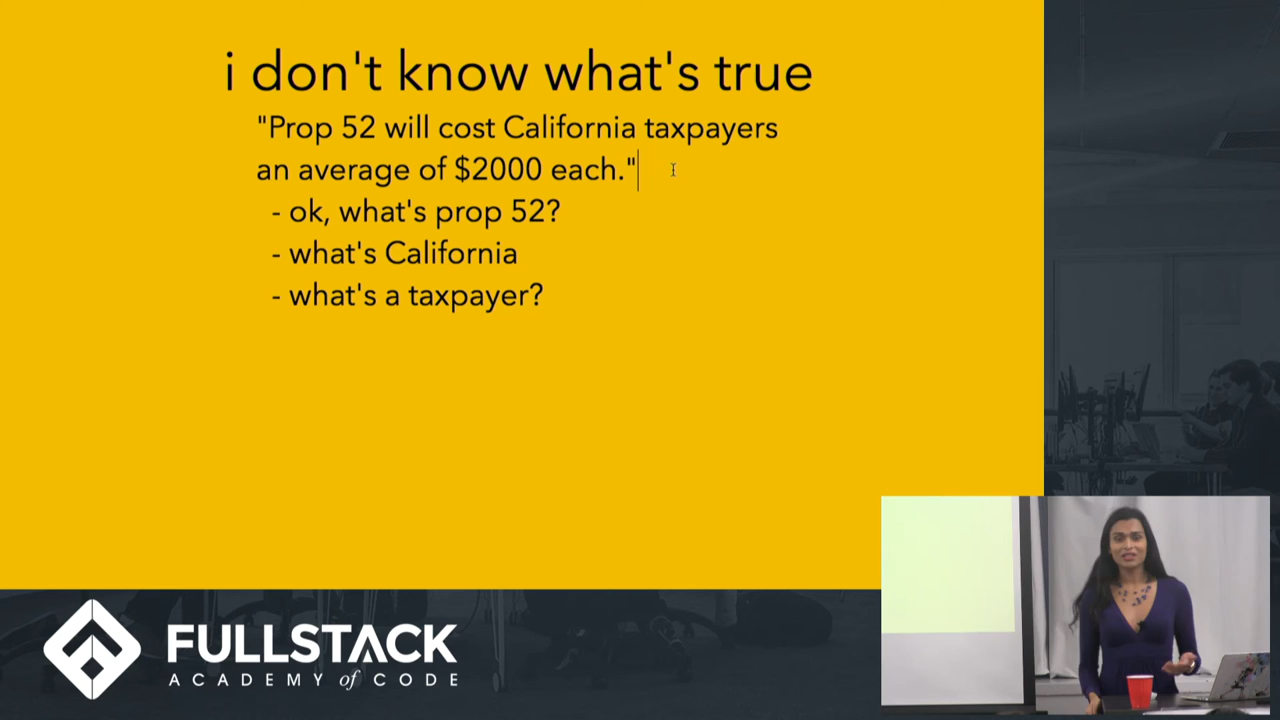 i don't know what's true
"Prop 52 will cost California taxpayers
an average of $2000 each."
- ok, what's prop 52?
- what's California
- what's a taxpayer?
FULLSTACK
ACADEMY of CODE